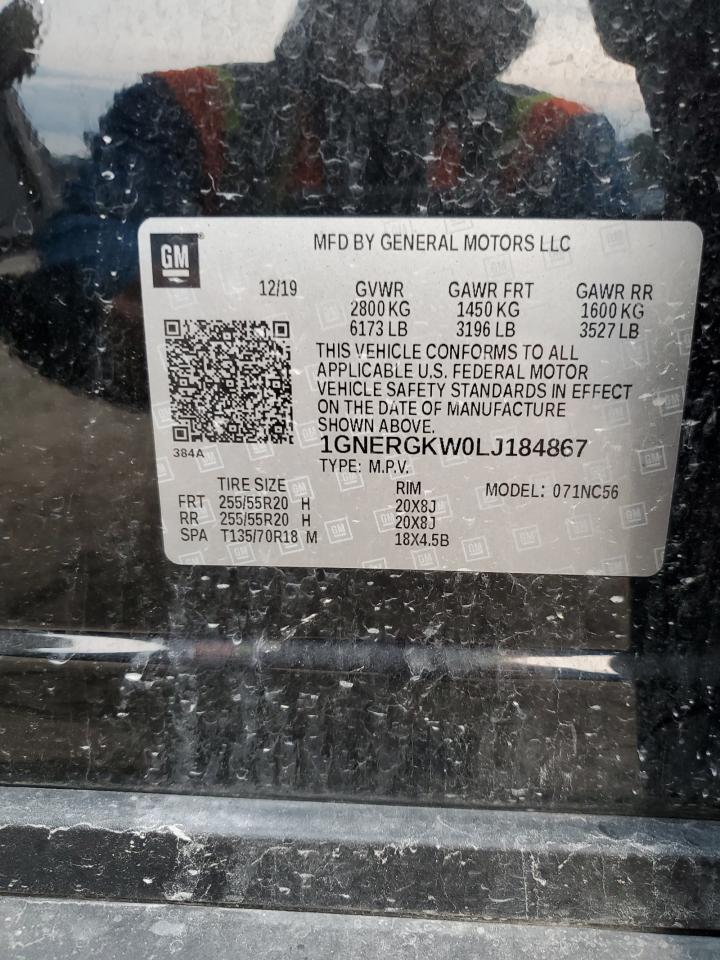 GM
MFD BY GENERAL MOTORS LLC
12/19 GVWR GAWR FRT GAWR RR
2800 KG 1450 KG 1600 KG
6173 LB 3196 LB 3527 LB
THIS VEHICLE CONFORMS TO ALL
APPLICABLE U.S. FEDERAL MOTOR
VEHICLE SAFETY STANDARDS IN EFFECT
ON THE DATE OF MANUFACTURE
SHOWN ABOVE.
384A
1GNERGKW0LJ184867
TYPE: M.P.V.
TIRE SIZE RIM MODEL: 071NC56
FRT 255/55R20 H 20X8J
RR 255/55R20 H 20X8J
SPA T135/70R18 M 18X4.5B